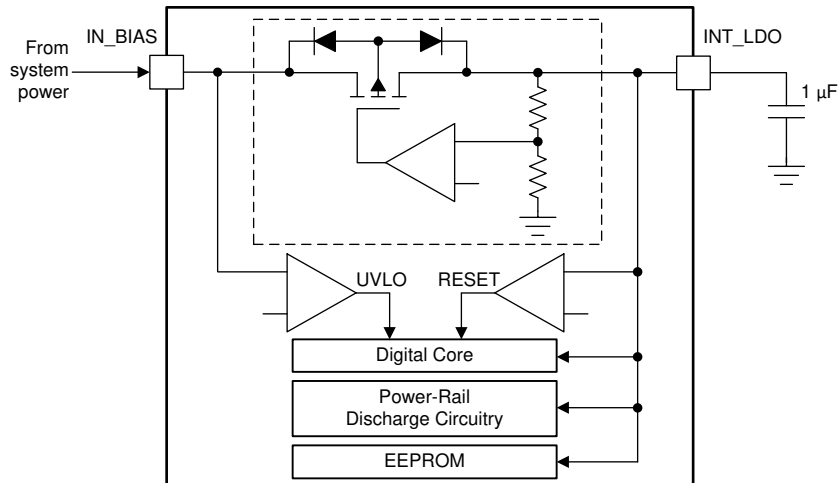 IN_BIAS
INT_LDO
From
system
power
1 µF
UVLO
RESET
Digital Core
Power-Rail
Discharge Circuitry
EEPROM